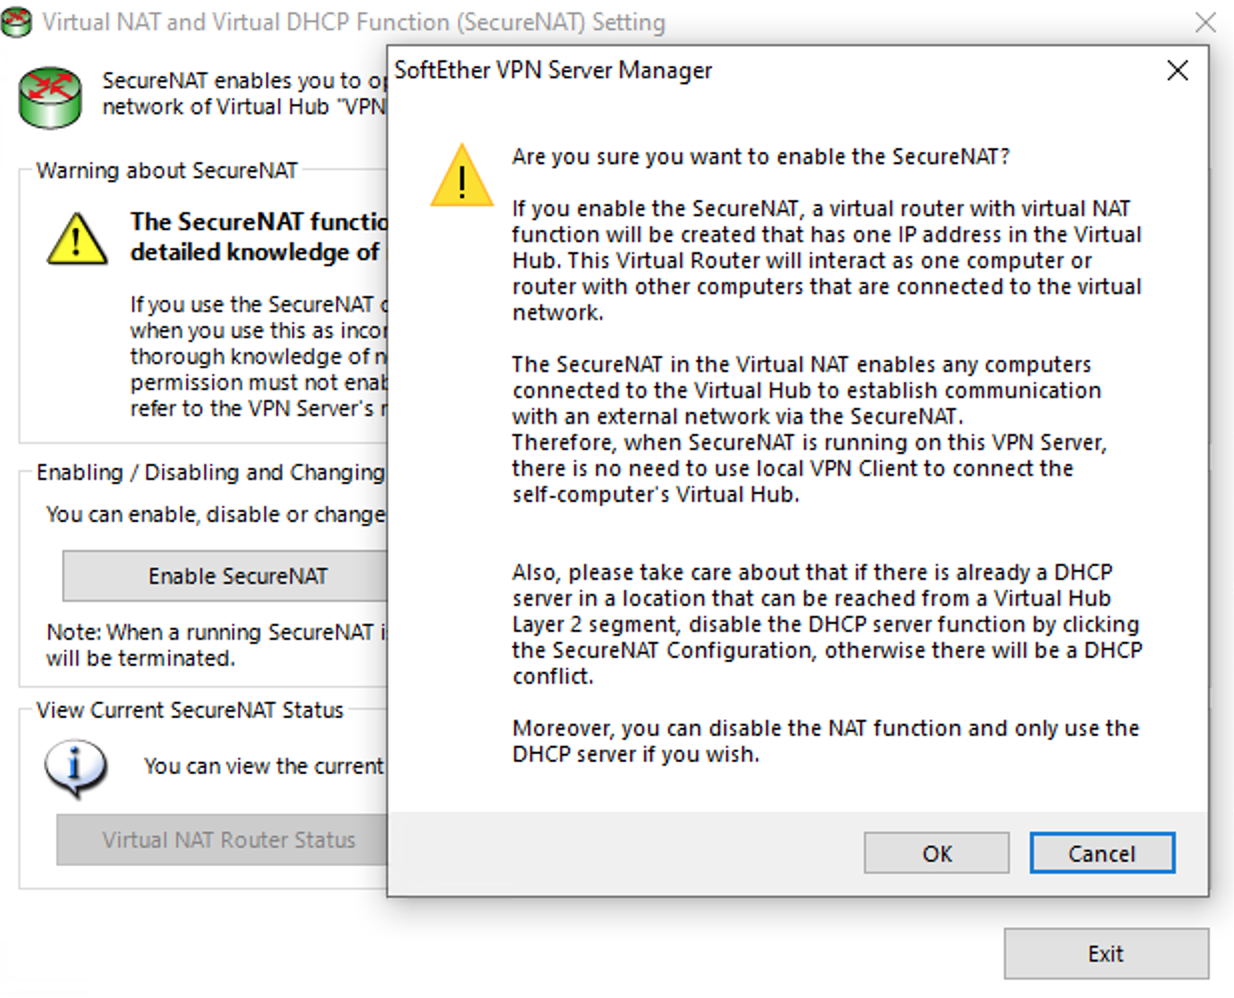 Virtual NAT and Virtual DHCP Function (SecureNAT) Setting
SecureNAT enables you to op
network of Virtual Hub "VPN
Warning about SecureNAT
The SecureNAT functio
detailed knowledge of
If you use the SecureNAT c
when you use this as incor
thorough knowledge of n
permission must not enab
refer to the VPN Server's r
Enabling / Disabling and Changing
You can enable, disable or change
Enable SecureNAT
Note: When a running SecureNAT i
will be terminated.
View Current SecureNAT Status
You can view the current
Virtual NAT Router Status
SoftEther VPN Server Manager
Are you sure you want to enable the SecureNAT?
If you enable the SecureNAT, a virtual router with virtual NAT
function will be created that has one IP address in the Virtual
Hub. This Virtual Router will interact as one computer or
router with other computers that are connected to the virtual
network.
The SecureNAT in the Virtual NAT enables any computers
connected to the Virtual Hub to establish communication
with an external network via the SecureNAT.
Therefore, when SecureNAT is running on this VPN Server,
there is no need to use local VPN Client to connect the
self-computer's Virtual Hub.
Also, please take care about that if there is already a DHCP
server in a location that can be reached from a Virtual Hub
Layer 2 segment, disable the DHCP server function by clicking
the SecureNAT Configuration, otherwise there will be a DHCP
conflict.
Moreover, you can disable the NAT function and only use the
DHCP server if you wish.
OK
Cancel
Exit